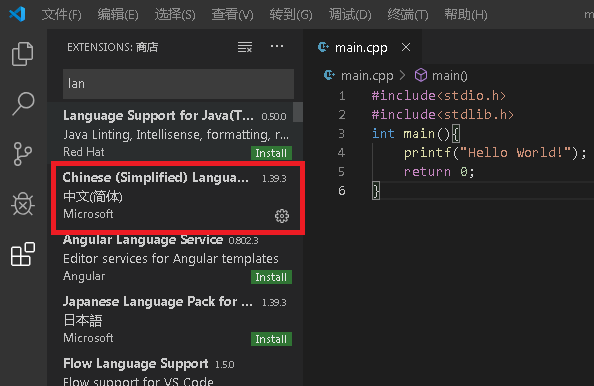 文件(F) 编辑(E) 选择(S) 查看(V) 转到(G) 调试(D) 终端(T) 帮助(H) m
EXTENSIONS: 商店
lan
Language Support for Java(T... 0.50.0
Java Linting, Intellisense, formatting, r...
Red Hat Install
Chinese (Simplified) Langua... 1.39.3
中文(简体)
Microsoft
Angular Language Service 0.802.3
Editor services for Angular templates
Angular Install
Japanese Language Pack for ... 1.39.3
日本語
Microsoft Install
Flow Language Support 1.5.0
Flow support for VS Code
main.cpp
main.cpp > main()
1 #include<stdio.h>
2 #include<stdlib.h>
3 int main(){
4 printf("Hello World!");
5 return 0;
6 }